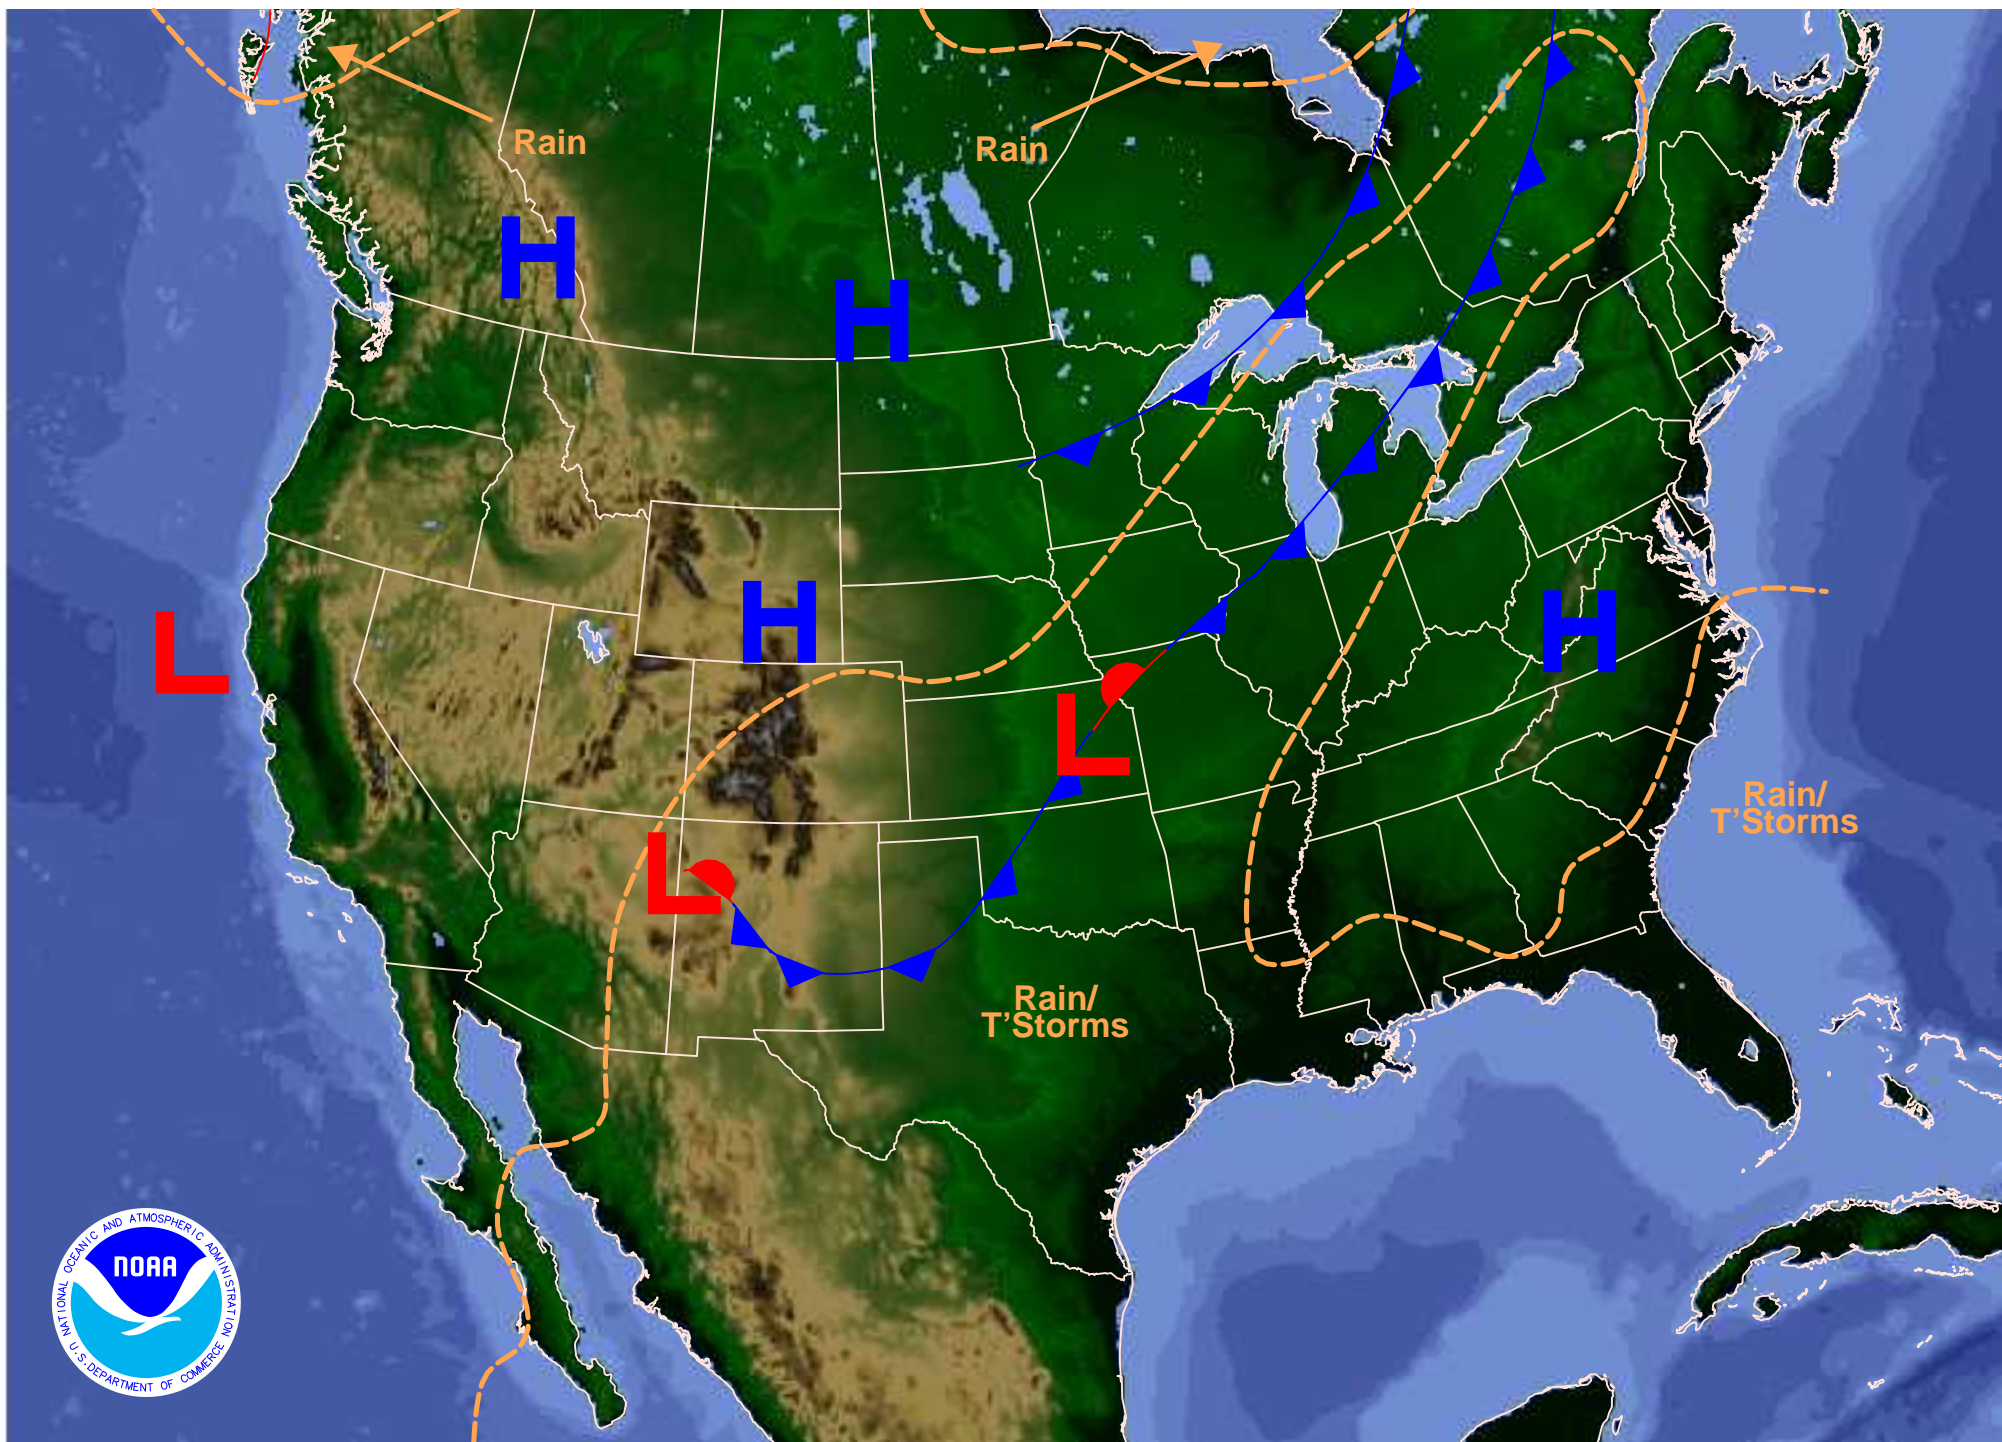 Rain
Rain
H
H
H
H
L
L
L
Rain/
T'Storms
Rain/
T'Storms
NATIONAL OCEANIC AND ATMOSPHERIC ADMINISTRATION
NOAA
U.S. DEPARTMENT OF COMMERCE